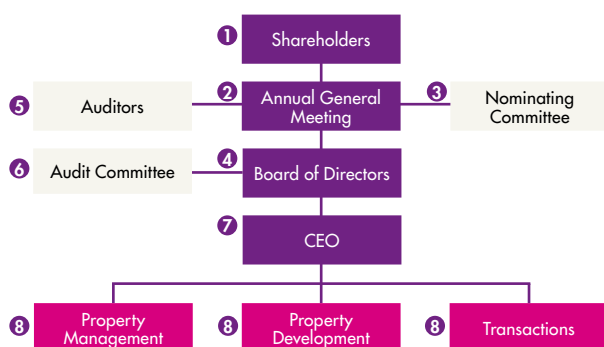 1 Shareholders
5 Auditors
2 Annual General
Meeting
3 Nominating
Committee
6 Audit Committee
4 Board of Directors
7 CEO
8 Property
Management
8 Property
Development
8 Transactions